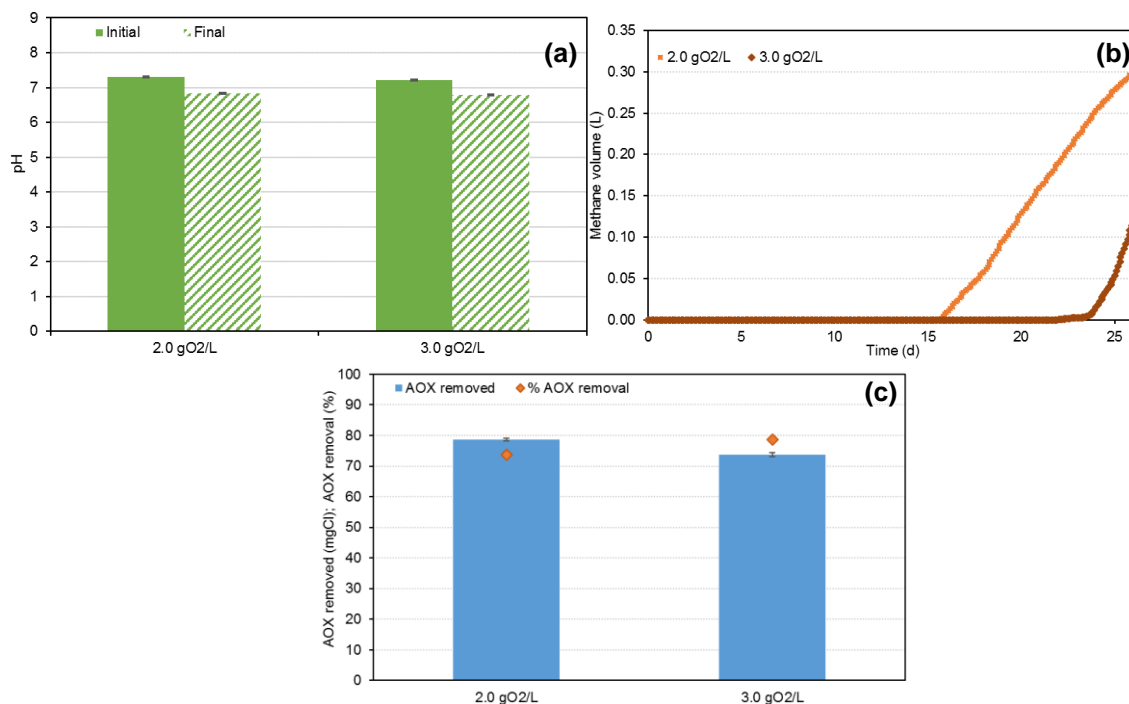 (a)
Initial Final
9
8
7
6
5
4
3
2
1
0
pH
2.0 gO2/L 3.0 gO2/L
(b)
2.0 gO2/L 3.0 gO2/L
0.35
0.30
0.25
0.20
0.15
0.10
0.05
0.00
Methane volume (L)
0 5 10 15 20 25
Time (d)
(c)
AOX removed % AOX removal
100
90
80
70
60
50
40
30
20
10
0
AOX removed (mgCl); AOX removal (%)
2.0 gO2/L 3.0 gO2/L